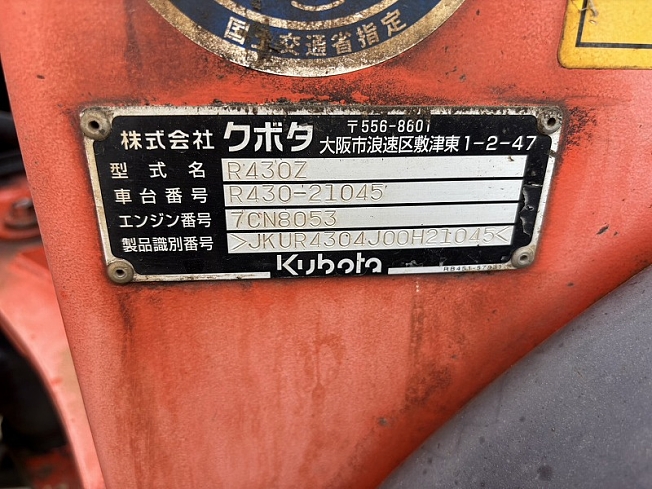 国土交通省指定
株式会社 クボタ 〒556-8601 大阪市浪速区敷津東1-2-47
型式名 R430Z
車台番号 R430-21045
エンジン番号 7CN8053
製品識別番号 >JKUR4304J00H21045<
Kubota